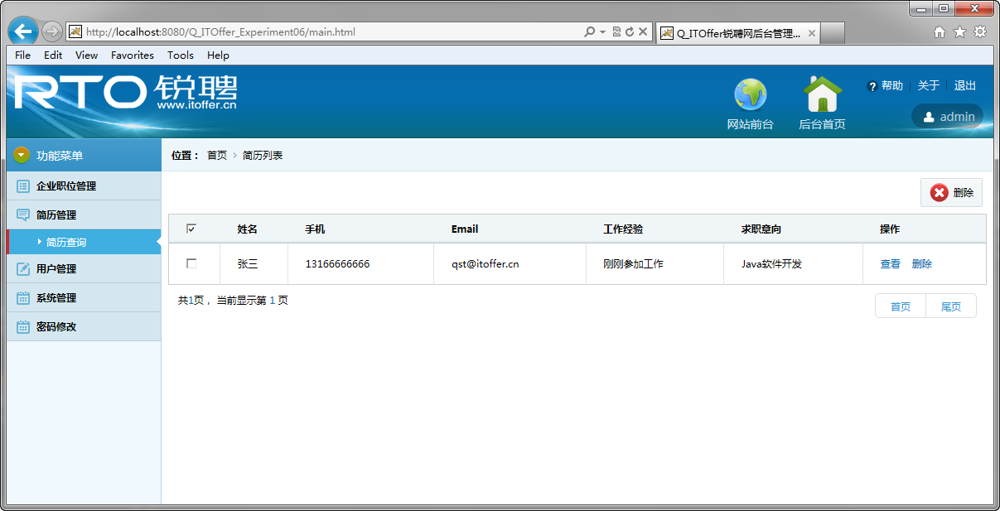 http://localhost:8080/Q_ITOffer_Experiment06/main.html
Q_ITOffer锐聘网后台管理...
File Edit View Favorites Tools Help
RTO 锐聘
www.itoffer.cn
网站前台
后台首页
? 帮助 关于 退出
admin
功能菜单
位置： 首页 › 简历列表
企业职位管理
简历管理
简历查询
用户管理
系统管理
密码修改
删除
姓名 手机 Email 工作经验 求职意向 操作
张三 13166666666 qst@itoffer.cn 刚刚参加工作 Java软件开发 查看 删除
共1页， 当前显示第 1 页
首页 尾页